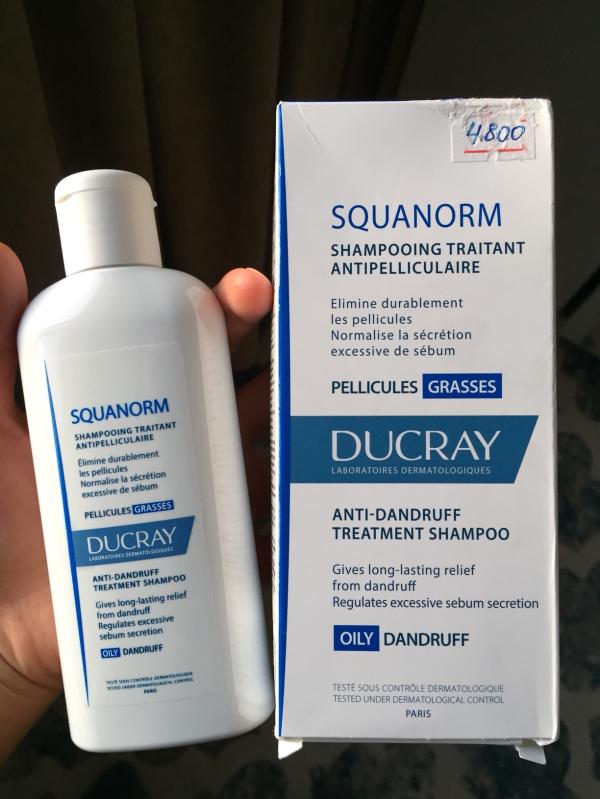 SQUANORM
SHAMPOOING TRAITANT
ANTIPELLICULAIRE
Élimine durablement
les pellicules
Normalise la sécrétion
excessive de sébum
PELLICULES GRASSES
DUCRAY
LABORATOIRES DERMATOLOGIQUES
ANTI-DANDRUFF
TREATMENT SHAMPOO
Gives long-lasting relief
from dandruff
Regulates excessive
sebum secretion
OILY DANDRUFF
TESTÉ SOUS CONTRÔLE DERMATOLOGIQUE
TESTED UNDER DERMATOLOGICAL CONTROL
PARIS
4.800
SQUANORM
SHAMPOOING TRAITANT
ANTIPELLICULAIRE
Elimine durablement
les pellicules
Normalise la sécrétion
excessive de sébum
PELLICULES GRASSES
DUCRAY
LABORATOIRES DERMATOLOGIQUES
ANTI-DANDRUFF
TREATMENT SHAMPOO
Gives long-lasting relief
from dandruff
Regulates excessive sebum secretion
OILY DANDRUFF
TESTÉ SOUS CONTRÔLE DERMATOLOGIQUE
TESTED UNDER DERMATOLOGICAL CONTROL
PARIS